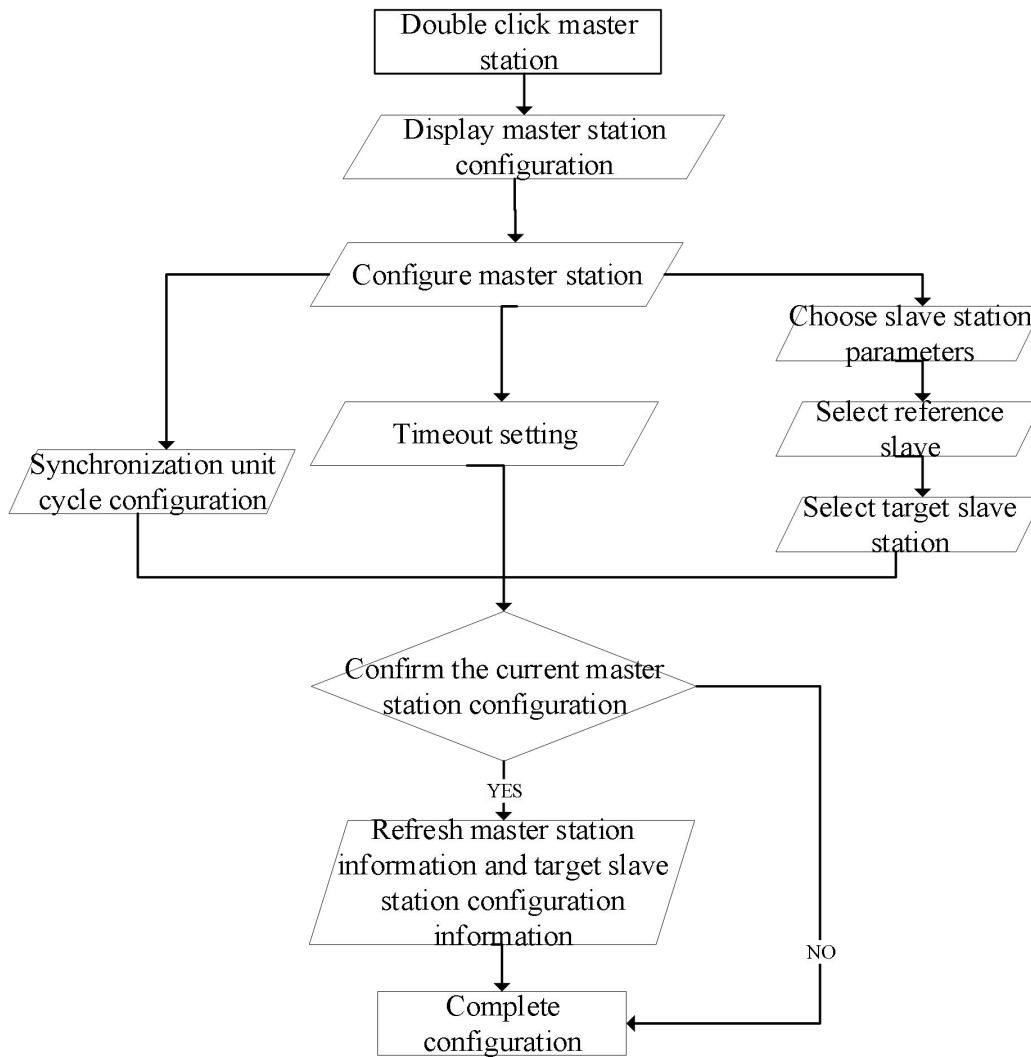 Double click master
station
Display master station
configuration
Configure master station
Choose slave station
parameters
Select reference
slave
Timeout setting
Synchronization unit
cycle configuration
Select target slave
station
Confirm the current master
station configuration
YES
Refresh master station
information and target slave
station configuration
information
NO
Complete
configuration